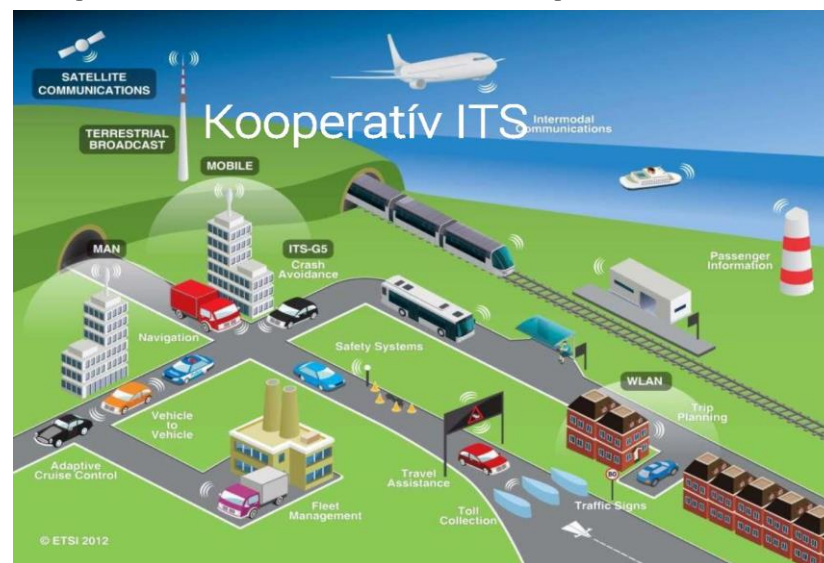 SATELLITE
COMMUNICATIONS
TERRESTRIAL
BROADCAST
Kooperatív ITS
Intermodal
Communications
MOBILE
MAN
ITS-G5
Crash
Avoidance
Passenger
Information
Navigation
Safety Systems
WLAN
Trip
Planning
Vehicle
to
Vehicle
Adaptive
Cruise Control
Travel
Assistance
80
Fleet
Management
Toll
Collection
Traffic Signs
© ETSI 2012